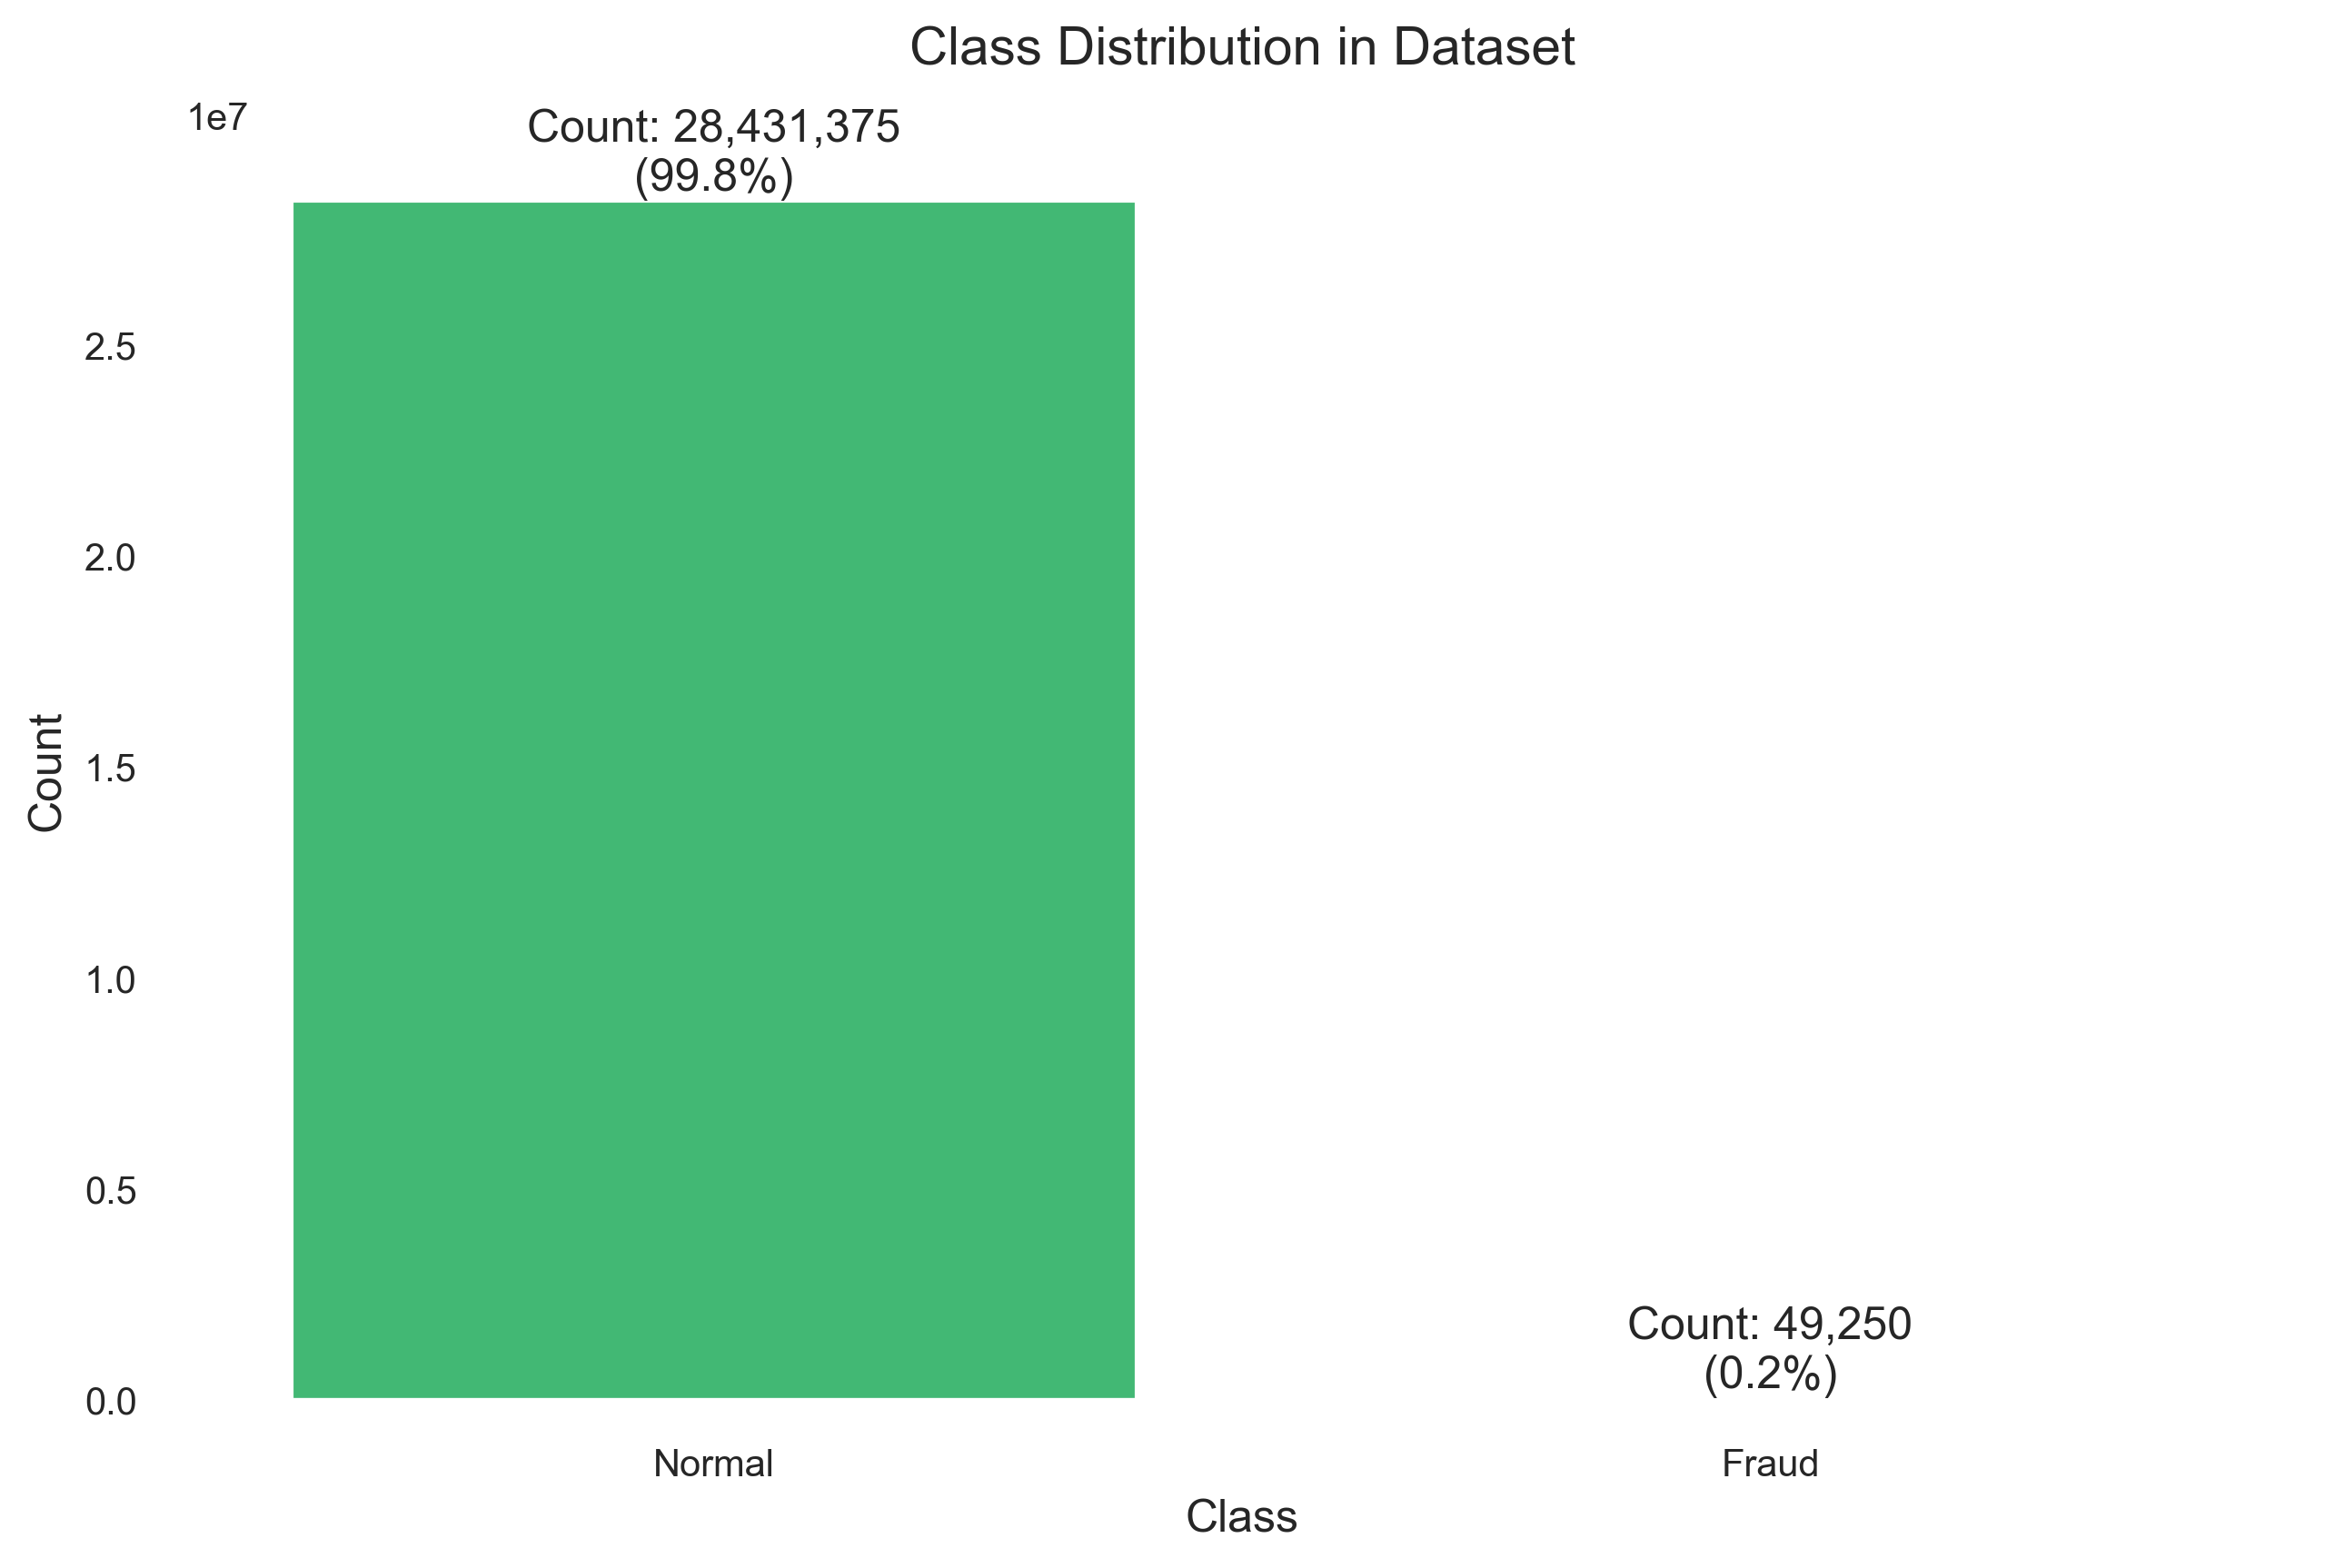 Class Distribution in Dataset
1e7
Count: 28,431,375
(99.8%)
2.5
2.0
1.5
1.0
0.5
0.0
Count
Count: 49,250
(0.2%)
Normal
Fraud
Class